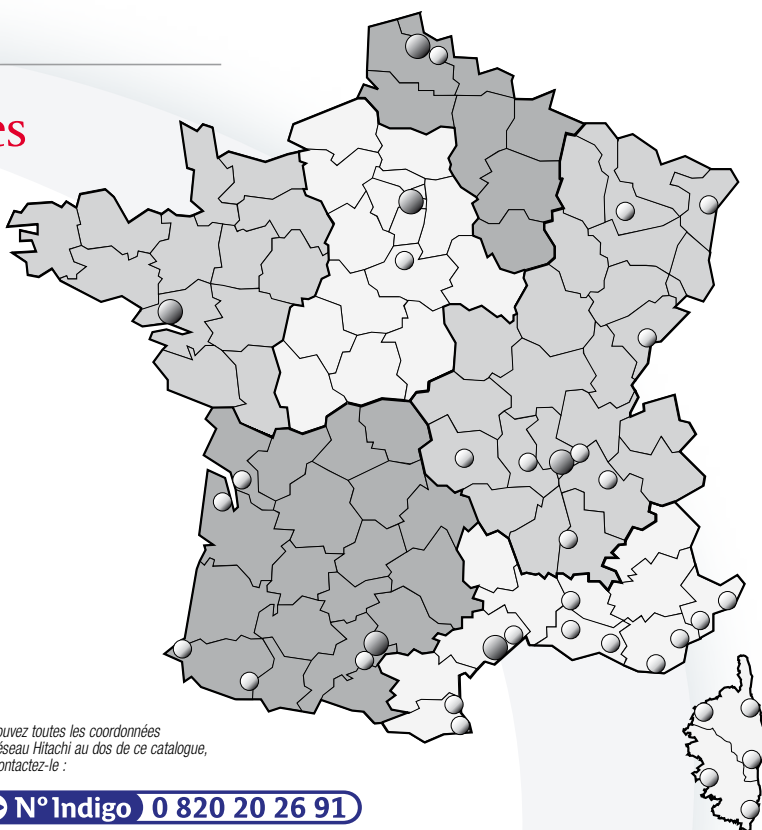 es
ouvez toutes les coordonnées
éseau Hitachi au dos de ce catalogue,
ontactez-le :
N° Indigo 0 820 20 26 91